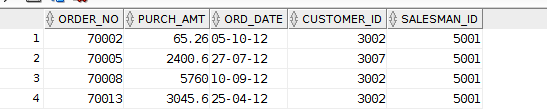 ORDER_NO PURCH_AMT ORD_DATE CUSTOMER_ID SALESMAN_ID
1 70002 65.26 05-10-12 3002 5001
2 70005 2400.6 27-07-12 3007 5001
3 70008 5760 10-09-12 3002 5001
4 70013 3045.6 25-04-12 3002 5001